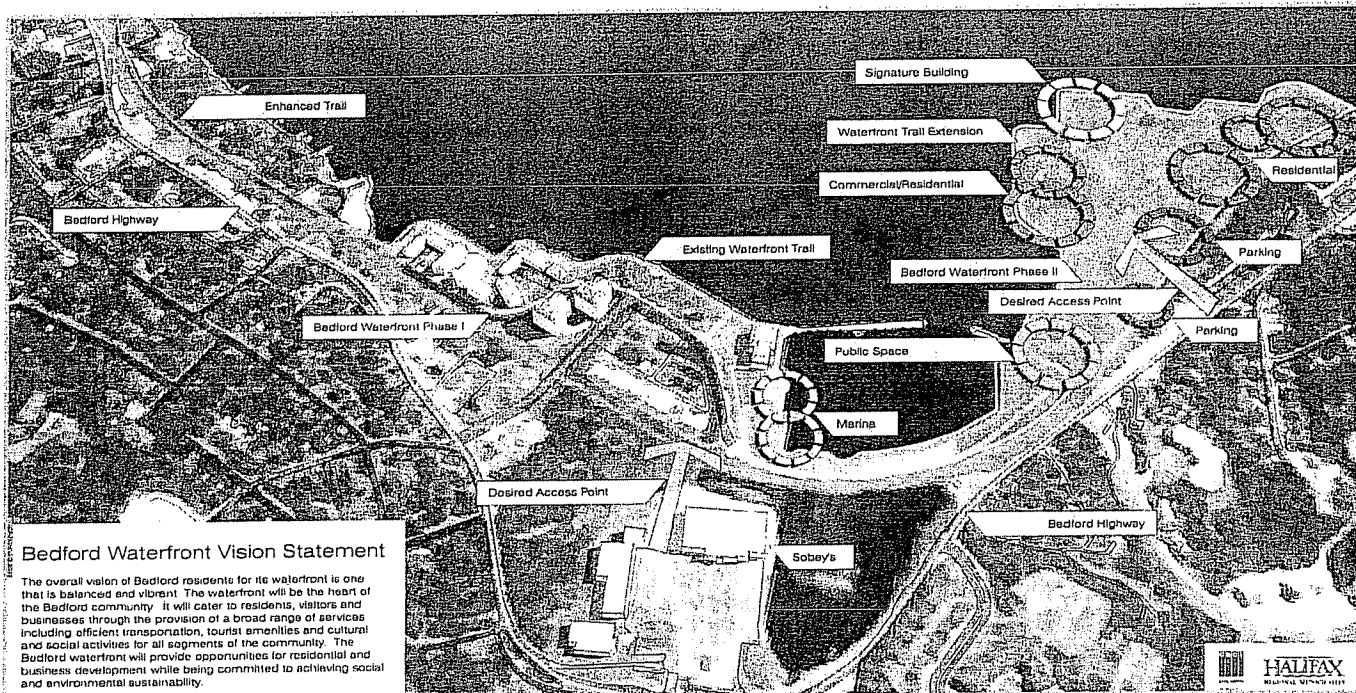 Signature Building
Enhanced Trail
Waterfront Trail Extension
Residential
Commercial/Residential
Bedford Highway
Existing Waterfront Trail
Parking
Bedford Waterfront Phase II
Desired Access Point
Bedford Waterfront Phase I
Parking
Public Space
Marina
Desired Access Point
Bedford Highway
Sobey's
Bedford Waterfront Vision Statement
The overall vision of Bedford residents for its waterfront is one
that is balanced and vibrant The waterfront will be the heart of
the Bedford community It will cater to residents, visitors and
businesses through the provision of a broad range of services
including efficient transportation, tourist amenities and cultural
and social activities for all segments of the community. The
Bedford waterfront will provide opportunities for residential and
business development while being committed to achieving social
and environmental sustainability.
HALIFAX
REGIONAL MUNICIPALITY